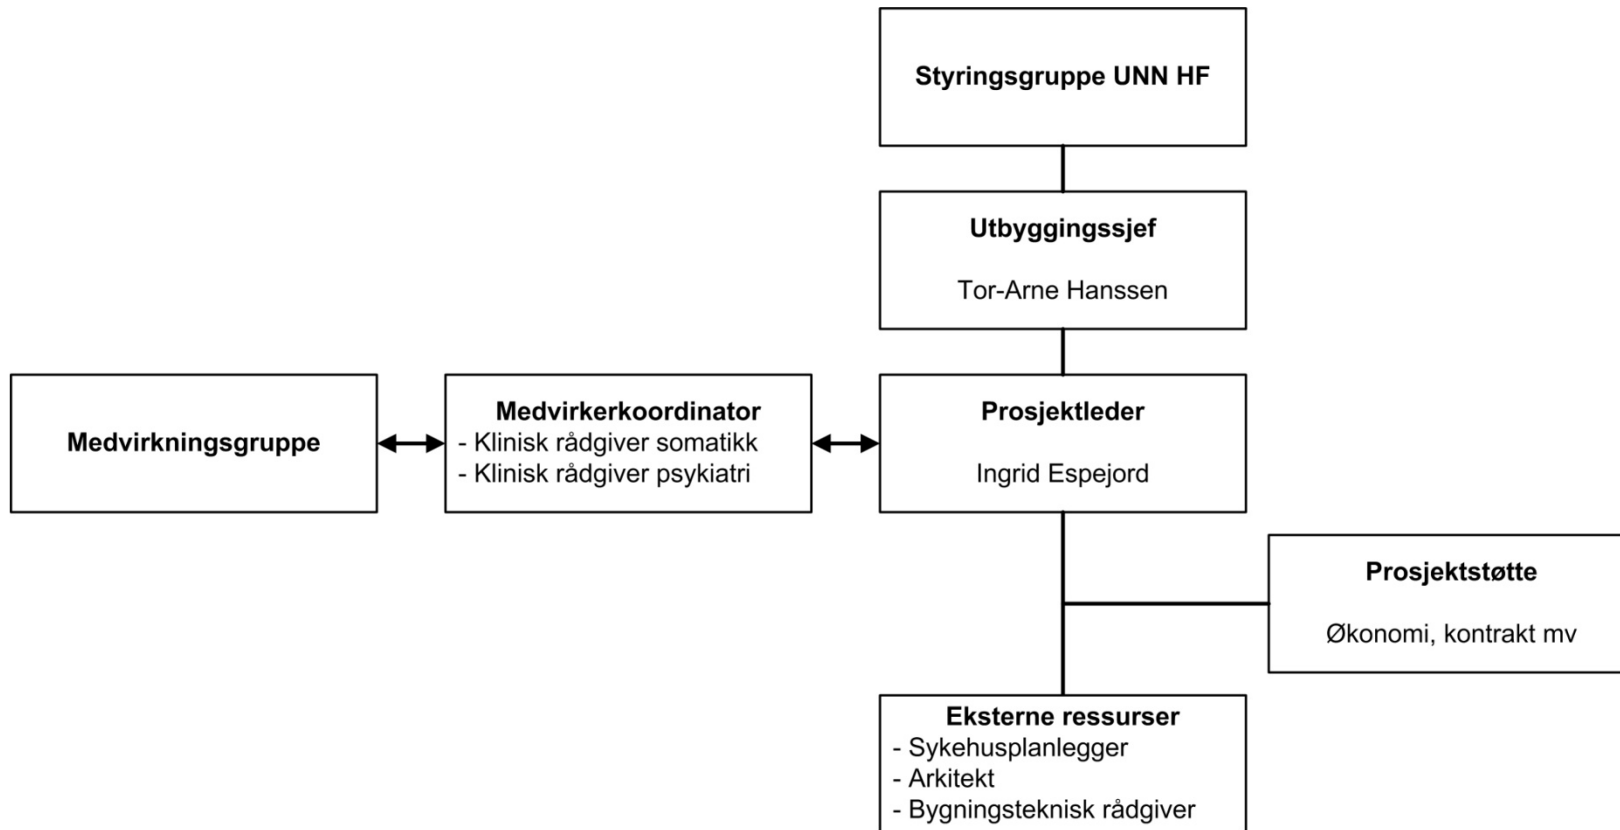 Styringsgruppe UNN HF
Utbyggingssjef
Tor-Arne Hanssen
Medvirkningsgruppe
Medvirkerkoordinator
- Klinisk rådgiver somatikk
- Klinisk rådgiver psykiatri
Prosjektleder
Ingrid Espejord
Prosjektstøtte
Økonomi, kontrakt mv
Eksterne ressurser
- Sykehusplanlegger
- Arkitekt
- Bygningsteknisk rådgiver